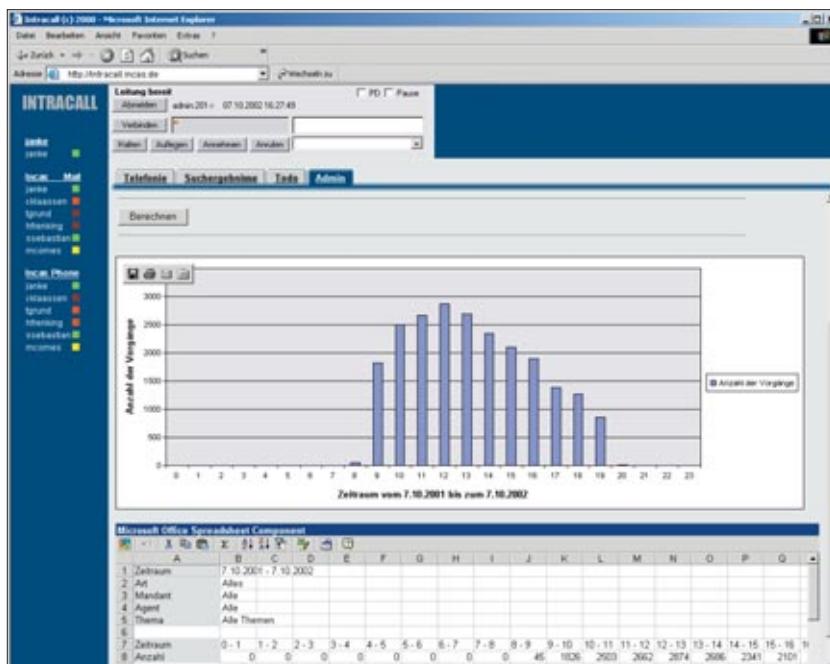 Intracall (c) 2000 - Microsoft Internet Explorer
Datei Bearbeiten Ansicht Favoriten Extras ?
Zurück Suchen
Adresse http://intracall.incas.de Wechseln zu
INTRACALL
Leitung bereit PD Pause
Abmelden admin:201 07.10.2002 16:27:49
Verbinden
Halten Auflegen Annehmen Anrufen
janke
janke
Incas Mail
janke
cklaassen
tgrund
hfenking
ssebastian
mcomes
Incas Phone
janke
cklaassen
tgrund
hfenking
ssebastian
mcomes
Telefonie Suchergebnisse Todo Admin
Berechnen
Anzahl der Vorgänge
3000
2500
2000
1500
1000
500
0
0 1 2 3 4 5 6 7 8 9 10 11 12 13 14 15 16 17 18 19 20 21 22 23
Zeitraum vom 7.10.2001 bis zum 7.10.2002
Anzahl der Vorgänge
Microsoft Office Spreadsheet Component
A B C D E F G H I J K L M N O P Q
1 Zeitraum 7.10.2001 - 7.10.2002
2 Art Alles
3 Mandant Alle
4 Agent Alle
5 Thema Alle Themen
6
7 Zeitraum 0 - 1 1 - 2 2 - 3 3 - 4 4 - 5 5 - 6 6 - 7 7 - 8 8 - 9 9 - 10 10 - 11 11 - 12 12 - 13 13 - 14 14 - 15 15 - 16
8 Anzahl 0 0 0 0 0 0 0 0 45 1826 2503 2662 2874 2686 2341 2101